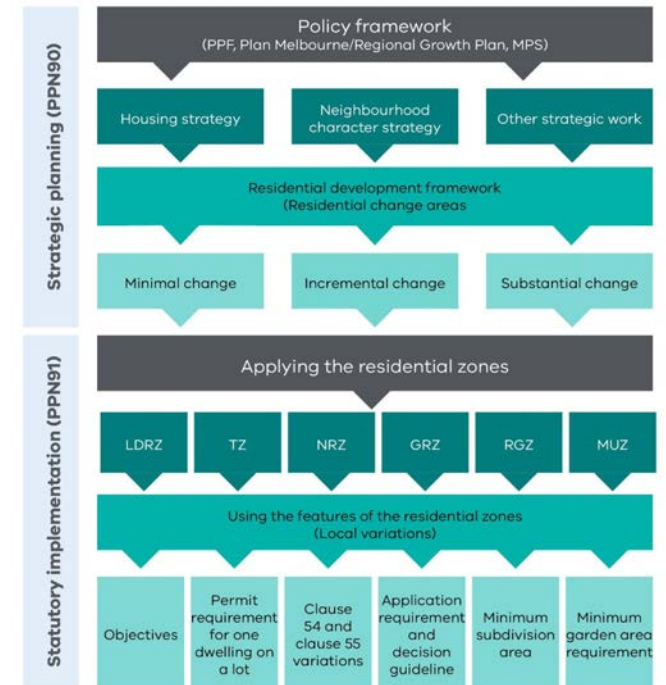 Strategic planning (PPN90)
Policy framework
(PPF, Plan Melbourne/Regional Growth Plan, MPS)
Housing strategy
Neighbourhood
character strategy
Other strategic work
Residential development framework
(Residential change areas
Minimal change
Incremental change
Substantial change
Statutory implementation (PPN91)
Applying the residential zones
LDRZ
TZ
NRZ
GRZ
RGZ
MUZ
Using the features of the residential zones
(Local variations)
Objectives
Permit
requirement
for one
dwelling on
a lot
Clause
54 and
clause 55
variations
Application
requirement
and
decision
guideline
Minimum
subdivision
area
Minimum
garden area
requirement